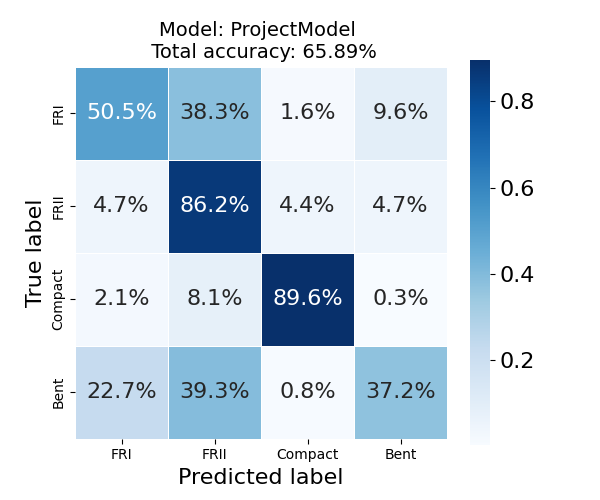 Model: ProjectModel
Total accuracy: 65.89%
FRI 50.5% 38.3% 1.6% 9.6%
FRII 4.7% 86.2% 4.4% 4.7%
Compact 2.1% 8.1% 89.6% 0.3%
Bent 22.7% 39.3% 0.8% 37.2%
FRI FRII Compact Bent
True label
Predicted label
0.8
0.6
0.4
0.2